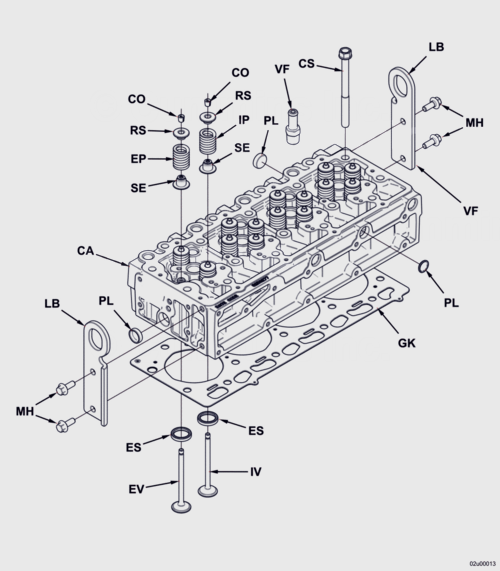 LB
CO
VF
CS
CO
RS
MH
RS
IP
PL
EP
SE
SE
VF
CA
LB
PL
PL
GK
MH
ES
ES
IV
EV
02u00013